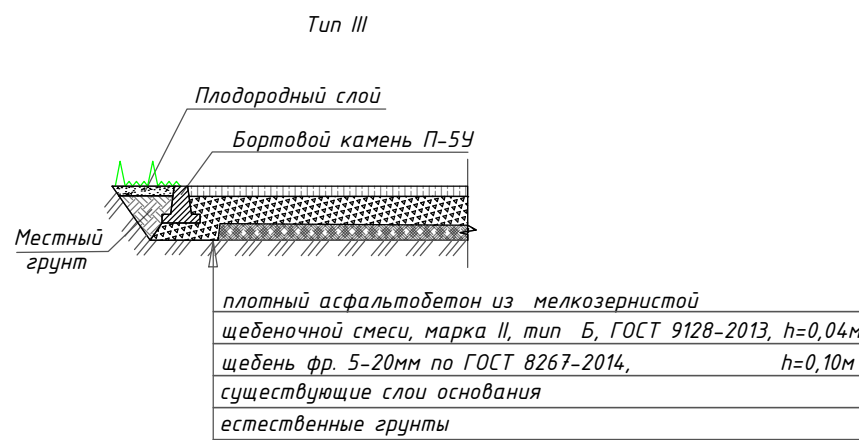 Тип III
Плодородный слой
Бортовой камень П-5У
Местный
грунт
плотный асфальтобетон из мелкозернистой
щебеночной смеси, марка II, тип Б, ГОСТ 9128-2013, h=0,04м
щебень фр. 5-20мм по ГОСТ 8267-2014, h=0,10м
существующие слои основания
естественные грунты